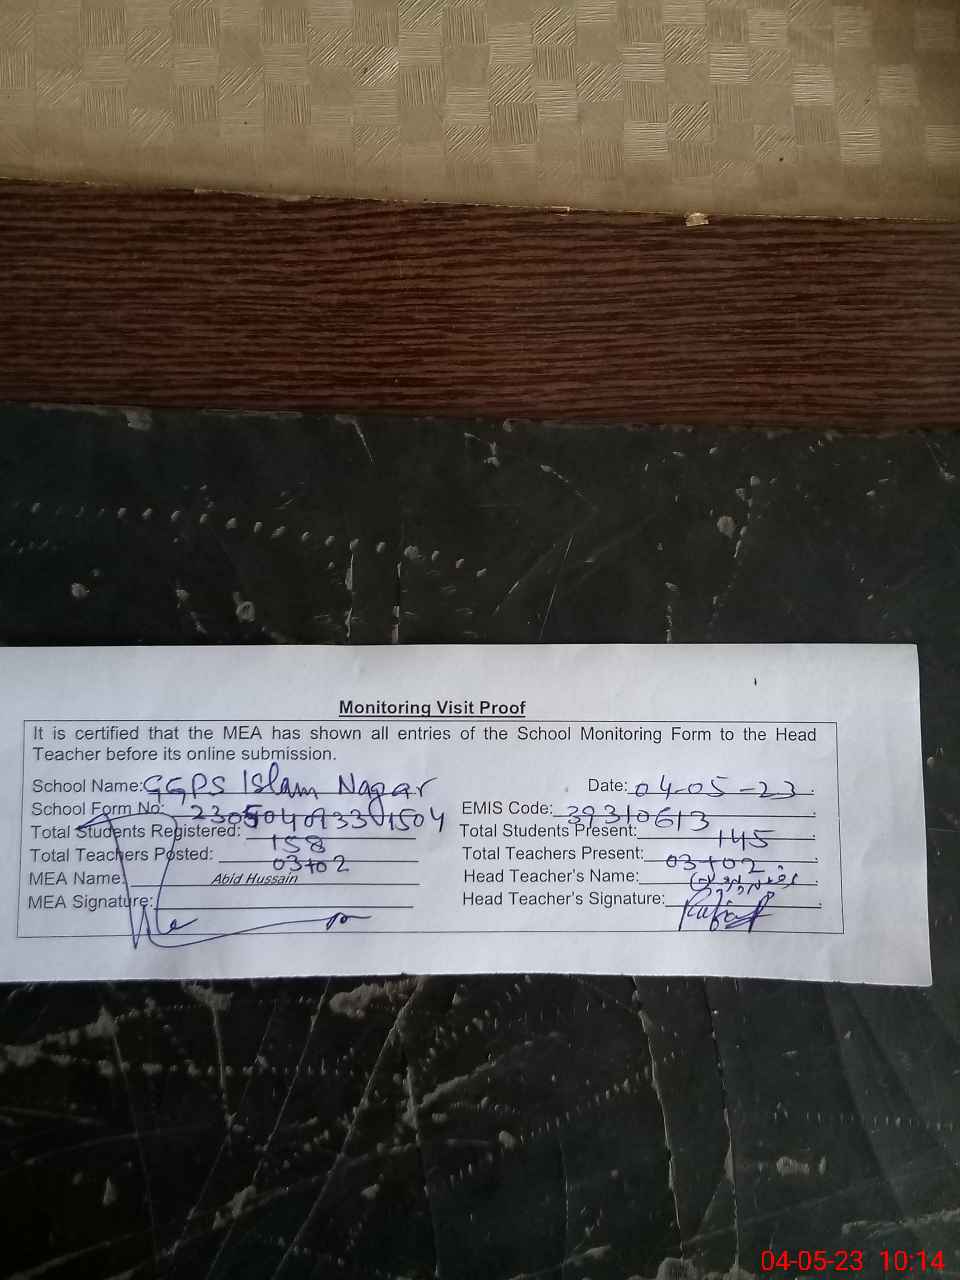 Monitoring Visit Proof
It is certified that the MEA has shown all entries of the School Monitoring Form to the Head
Teacher before its online submission.
School Name: GGPS Islam Nagar Date: 04-05-23
School Form No: EMIS Code: 39310613
Total Students Registered: 158 Total Students Present: 145
Total Teachers Posted: 03+02 Total Teachers Present: 03+02
MEA Name: Abid Hussain Head Teacher's Name:
MEA Signature: Head Teacher's Signature:
04-05-23 10:14